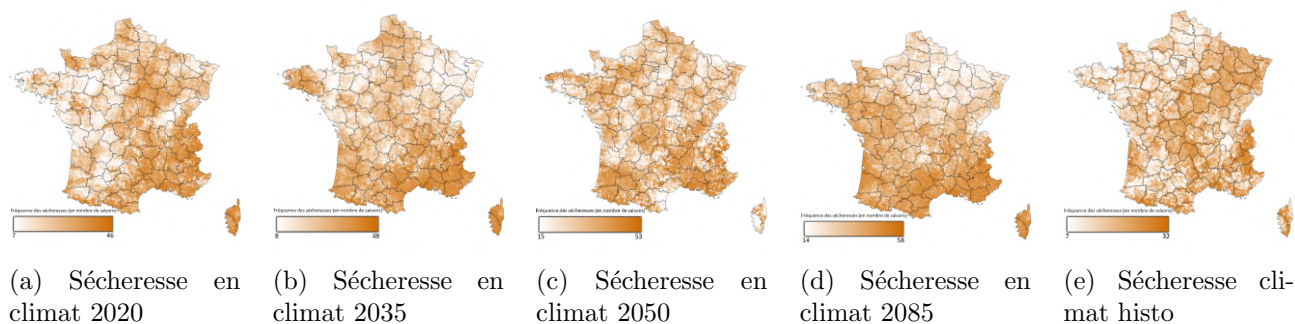 Fréquence des sécheresses (en nombre de saisons)
7 46
Fréquence des sécheresses (en nombre de saisons)
8 48
Fréquence des sécheresses (en nombre de saisons)
15 53
Fréquence des sécheresses (en nombre de saisons)
14 58
Fréquence des sécheresses (en nombre de saisons)
7 32
(a) Sécheresse en
climat 2020
(b) Sécheresse en
climat 2035
(c) Sécheresse en
climat 2050
(d) Sécheresse en
climat 2085
(e) Sécheresse cli-
mat histo